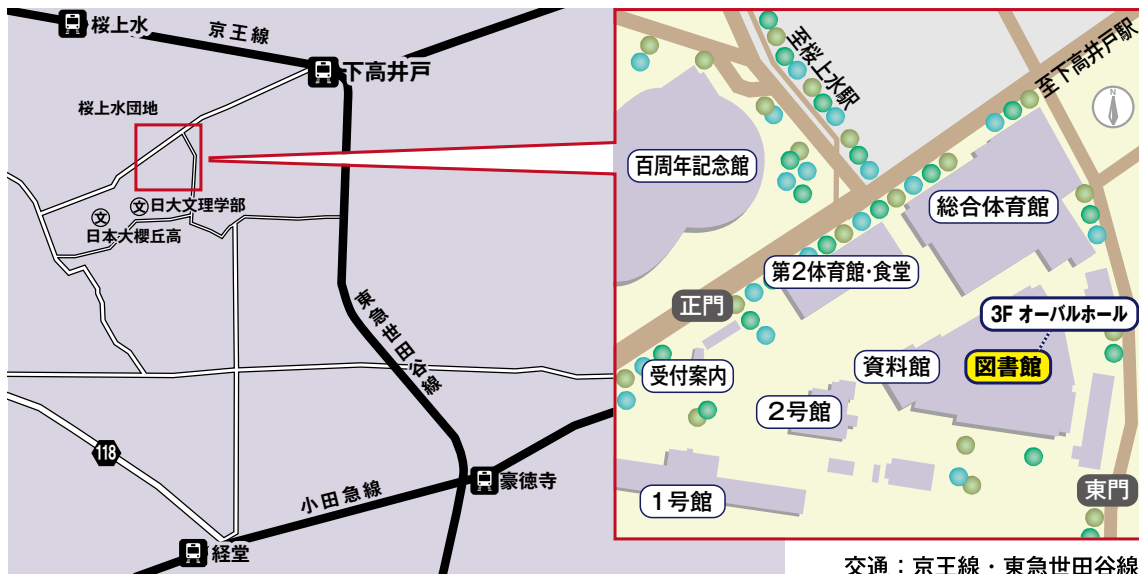 桜上水
京王線
下高井戸
桜上水団地
日大文理学部
文
文
日本大櫻丘高
東急世田谷線
118
小田急線
豪徳寺
経堂
至桜上水駅
至下高井戸駅
N
百周年記念館
総合体育館
第2体育館・食堂
正門
3F オーバルホール
受付案内
資料館
図書館
2号館
1号館
東門
交通：京王線・東急世田谷線